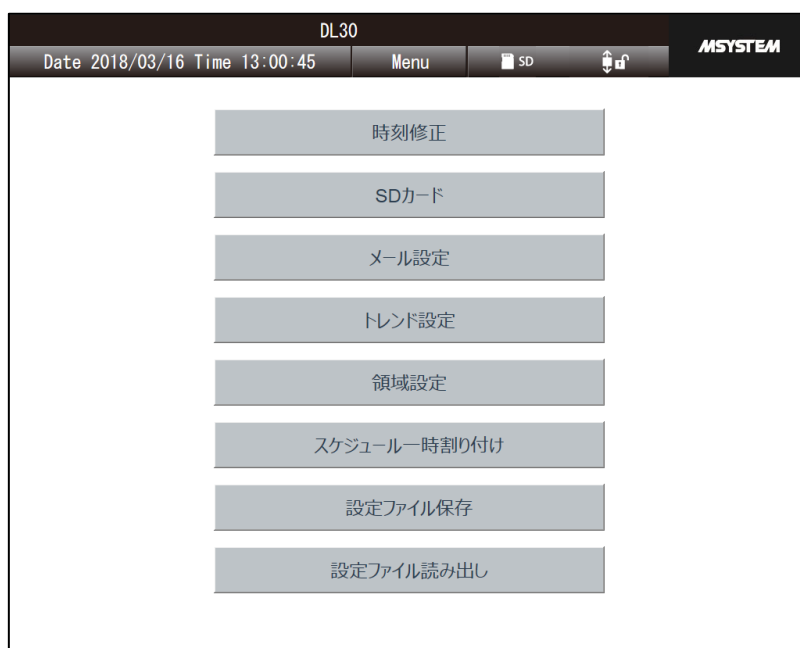 DL30
MSYSTEM
Date 2018/03/16 Time 13:00:45 Menu SD
時刻修正
SDカード
メール設定
トレンド設定
領域設定
スケジュール一時割り付け
設定ファイル保存
設定ファイル読み出し